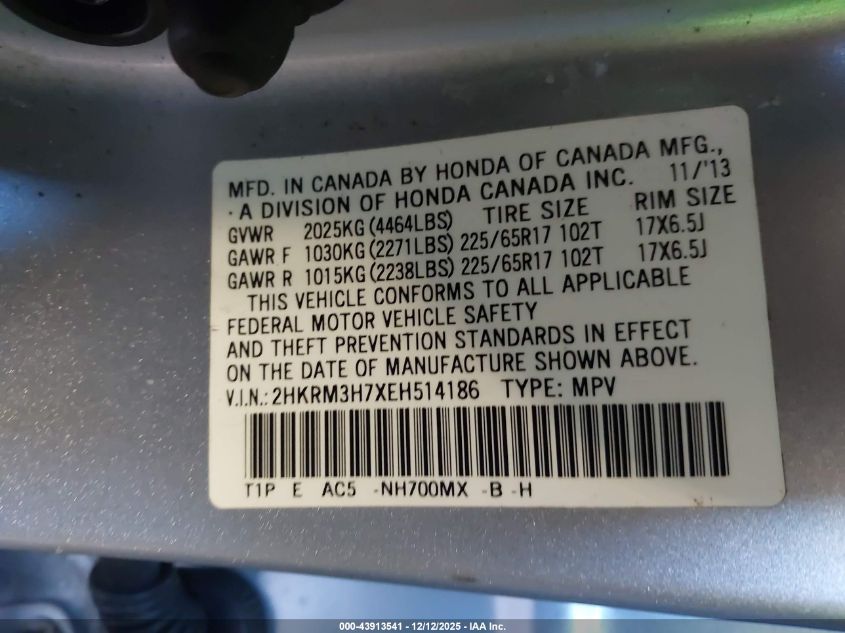 MFD. IN CANADA BY HONDA OF CANADA MFG.,
A DIVISION OF HONDA CANADA INC. 11/'13
GVWR 2025KG (4464LBS) TIRE SIZE RIM SIZE
GAWR F 1030KG (2271LBS) 225/65R17 102T 17X6.5J
GAWR R 1015KG (2238LBS) 225/65R17 102T 17X6.5J
THIS VEHICLE CONFORMS TO ALL APPLICABLE
FEDERAL MOTOR VEHICLE SAFETY
AND THEFT PREVENTION STANDARDS IN EFFECT
ON THE DATE OF MANUFACTURE SHOWN ABOVE.
V.I.N.: 2HKRM3H7XEH514186 TYPE: MPV
T1P E AC5 -NH700MX -B -H
000-43913541 - 12/12/2025 - IAA Inc.